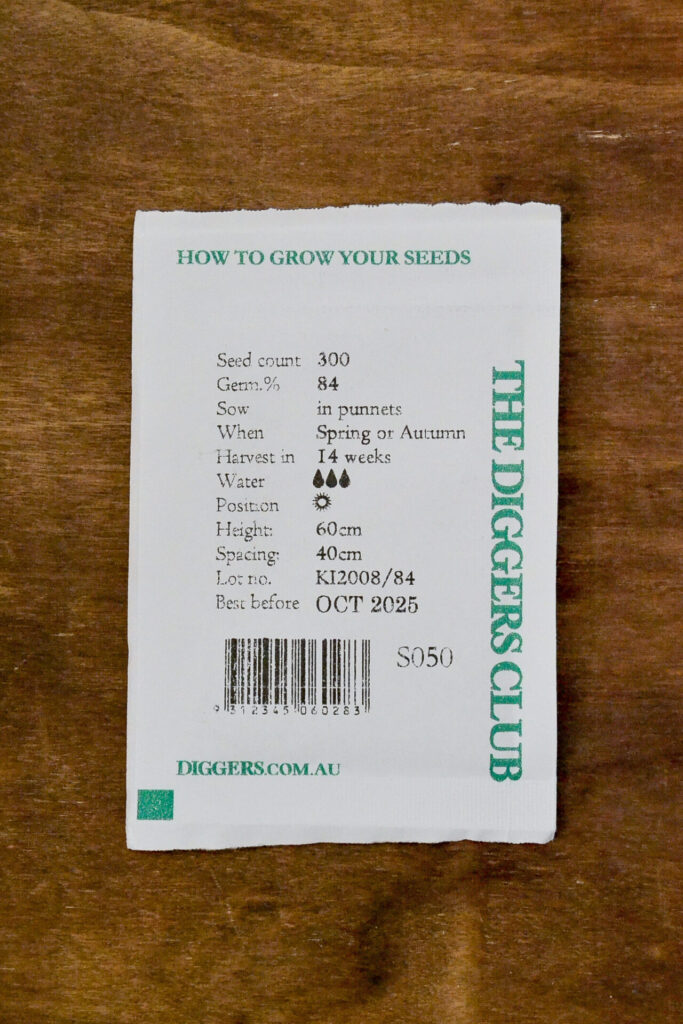 HOW TO GROW YOUR SEEDS
Seed count 300
Germ.% 84
Sow in punnets
When Spring or Autumn
Harvest in 14 weeks
Water
Position
Height: 60cm
Spacing: 40cm
Lot no. KI2008/84
Best before OCT 2025
S050
9 312345 060283
DIGGERS.COM.AU
THE DIGGERS CLUB